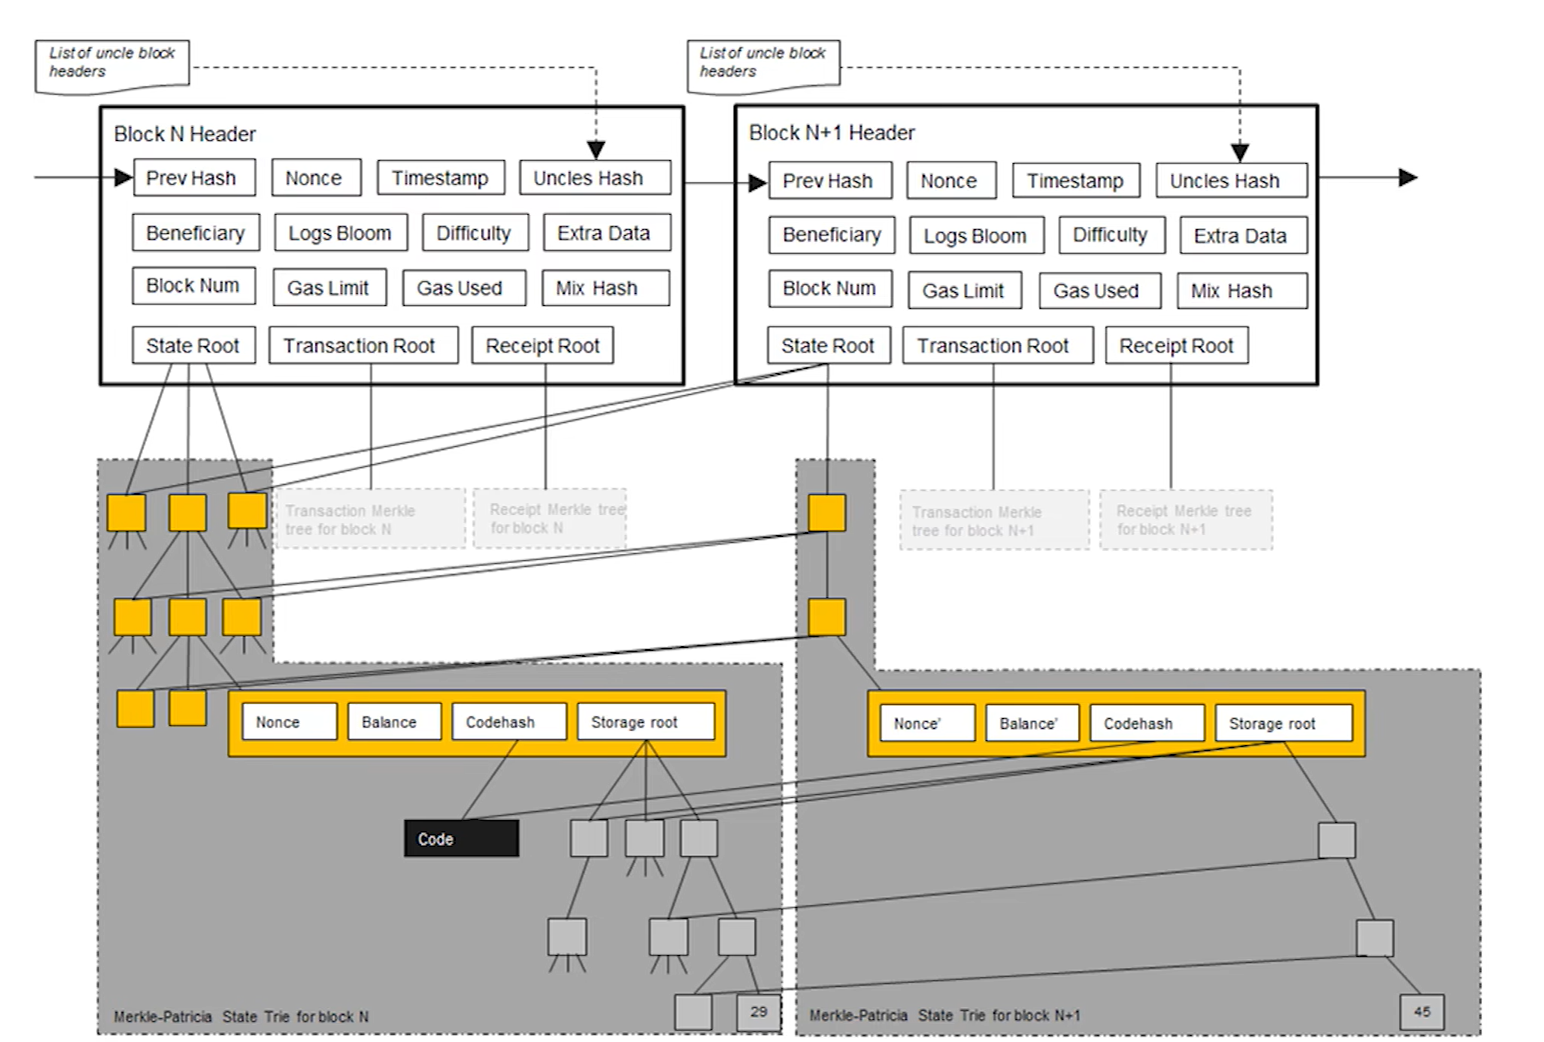 List of uncle block
headers
List of uncle block
headers
Block N Header
Prev Hash
Nonce
Timestamp
Uncles Hash
Beneficiary
Logs Bloom
Difficulty
Extra Data
Block Num
Gas Limit
Gas Used
Mix Hash
State Root
Transaction Root
Receipt Root
Block N+1 Header
Prev Hash
Nonce
Timestamp
Uncles Hash
Beneficiary
Logs Bloom
Difficulty
Extra Data
Block Num
Gas Limit
Gas Used
Mix Hash
State Root
Transaction Root
Receipt Root
Transaction Merkle
tree for block N
Receipt Merkle tree
for block N
Transaction Merkle
tree for block N+1
Receipt Merkle tree
for block N+1
Nonce
Balance
Codehash
Storage root
Nonce'
Balance'
Codehash
Storage root
Code
29
45
Merkle-Patricia State Trie for block N
Merkle-Patricia State Trie for block N+1